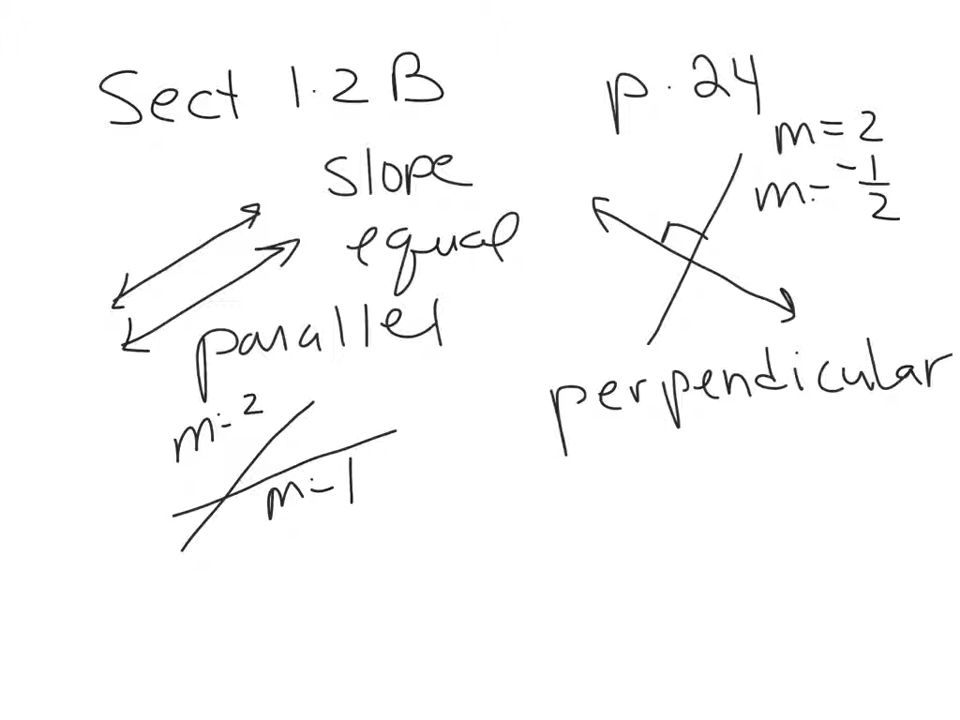 Sect 1.2 B
p. 24
slope
equal
parallel
m = 2
m = -1/2
perpendicular
m = 2
m = 1